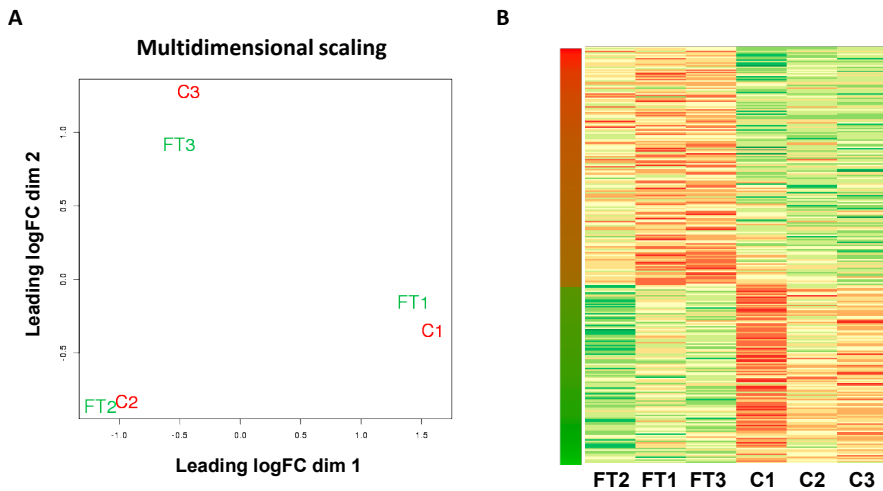 A
Multidimensional scaling
C3
FT3
FT1
C1
FT2 C2
1.0
0.5
0.0
-0.5
-1.0 -0.5 0.0 0.5 1.0 1.5
Leading logFC dim 2
Leading logFC dim 1
B
FT2 FT1 FT3 C1 C2 C3